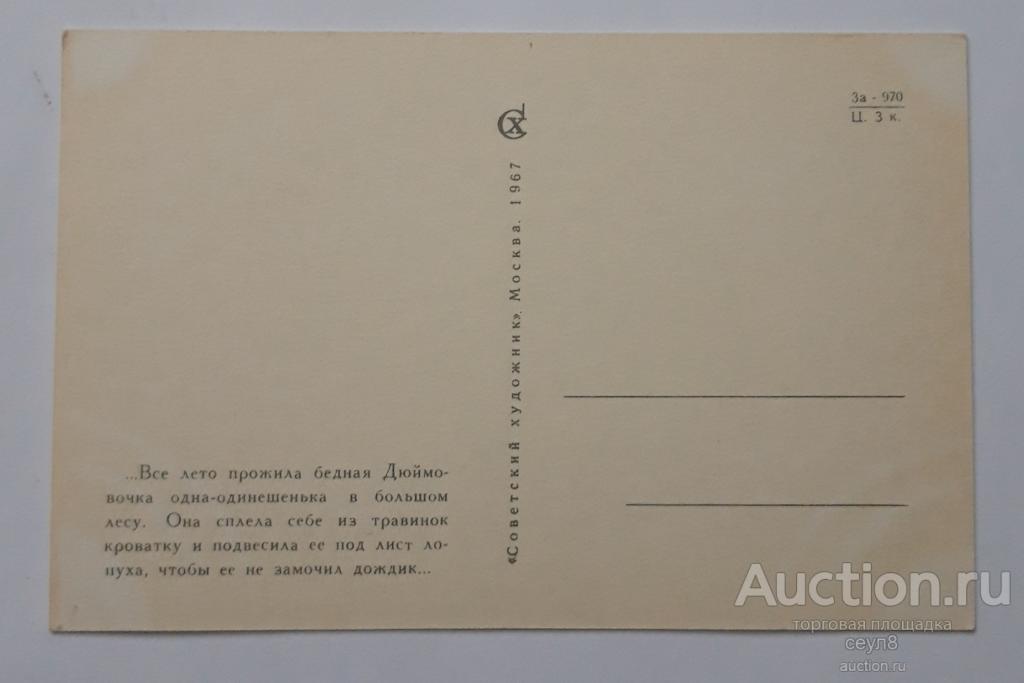 За - 970
Ц. 3 к.
СХ
«Советский художник». Москва. 1967
...Все лето прожила бедная Дюймо-
вочка одна-одинешенька в большом
лесу. Она сплела себе из травинок
кроватку и подвесила ее под лист ло-
пуха, чтобы ее не замочил дождик...
Auction.ru
торговая площадка
сеул8
auction.ru